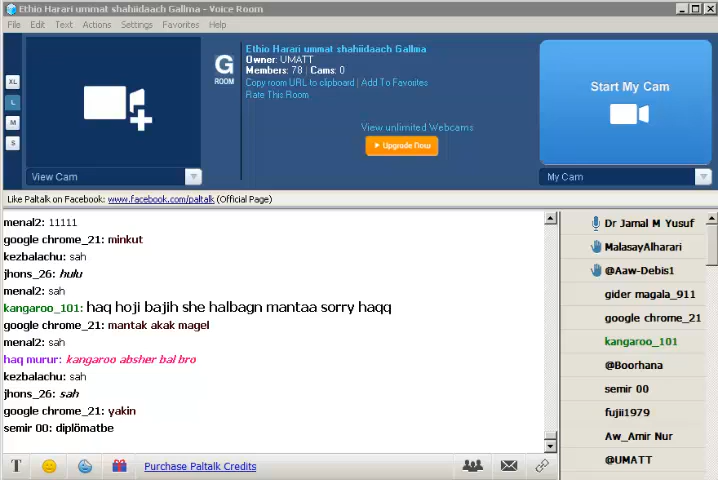 Ethio Harari ummat shahiidaach Gallma - Voice Room
File Edit Text Actions Settings Favorites Help
XL
L
M
S
View Cam
G
ROOM
Ethio Harari ummat shahiidaach Gallma
Owner: UMATT
Members: 78 | Cams: 0
Copy room URL to clipboard | Add To Favorites
Rate This Room
View unlimited Webcams
Upgrade Now
Start My Cam
My Cam
Like Paltalk on Facebook: www.facebook.com/paltalk (Official Page)
menal2: 11111
google chrome_21: minkut
kezbalachu: sah
jhons_26: hulu
menal2: sah
kangaroo_101: haq hoji bajih she halbagn mantaa sorry haqq
google chrome_21: mantak akak magel
menal2: sah
haq murur: kangaroo absher bal bro
kezbalachu: sah
jhons_26: sah
google chrome_21: yakin
semir 00: diplömatbe
Dr Jamal M Yusuf
MalasayAlharari
@Aaw-Debis1
gider magala_911
google chrome_21
kangaroo_101
@Boorhana
semir 00
fujii1979
Aw_Amir Nur
@UMATT
T
Purchase Paltalk Credits